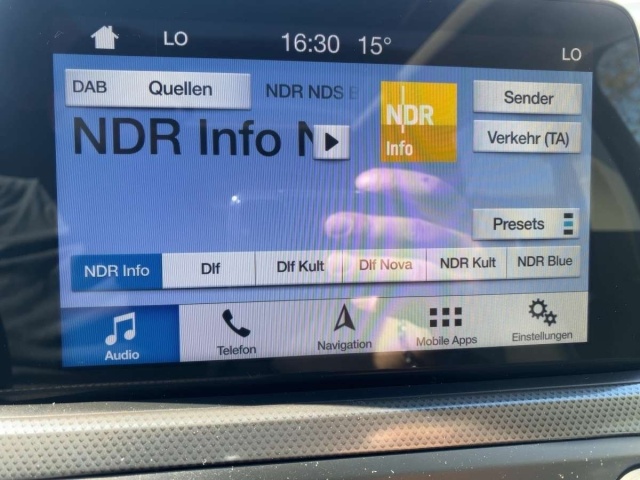 LO 16:30 15°
LO
DAB Quellen
NDR NDS
NDR Info
NDR
Info
Sender
Verkehr (TA)
Presets
NDR Info Dlf Dlf Kult Dlf Nova NDR Kult NDR Blue
Audio Telefon Navigation Mobile Apps Einstellungen